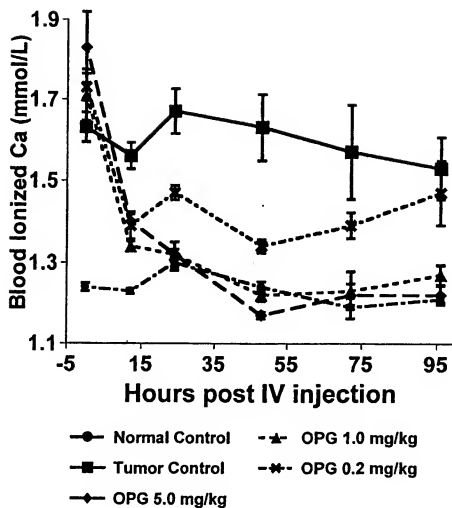 Blood Ionized Ca (mmol/L)
1.9
1.7
1.5
1.3
1.1
-5 15 35 55 75 95
Hours post IV injection
Normal Control
OPG 1.0 mg/kg
Tumor Control
OPG 0.2 mg/kg
OPG 5.0 mg/kg